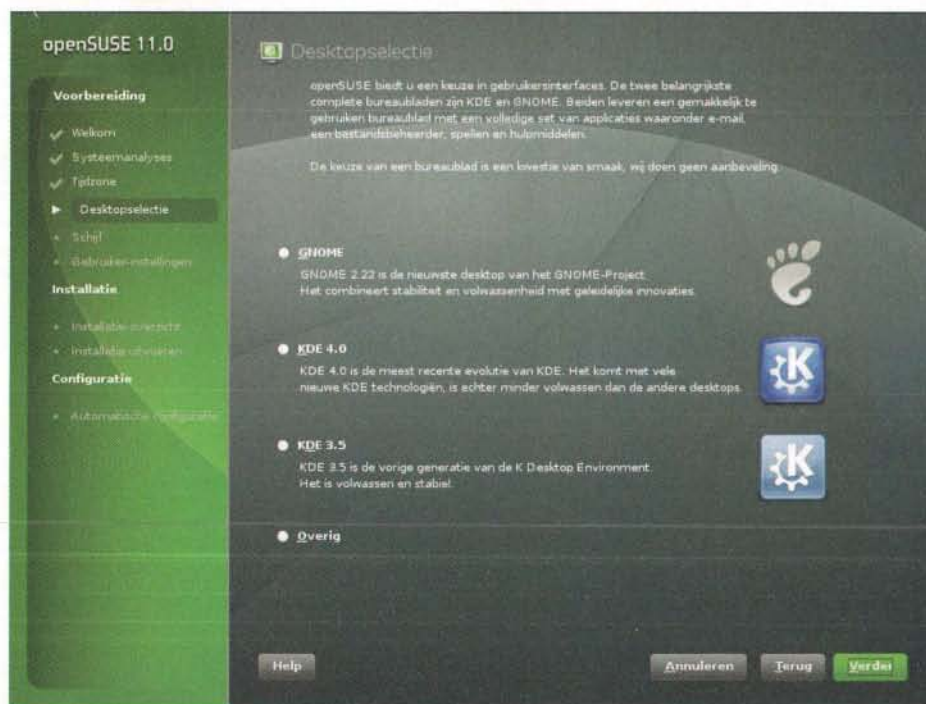 openSUSE 11.0
Voorbereiding
Welkom
Systeemanalyses
Tijdzone
Desktopselectie
Schijf
Gebruiker-instellingen
Installatie
Installatie-overzicht
Installatie uitvoeren
Configuratie
Automatische configuratie
Desktopselectie
openSUSE biedt u een keuze in gebruikersinterfaces. De twee belangrijkste
complete bureaubladen zijn KDE en GNOME. Beiden leveren een gemakkelijk te
gebruiken bureaublad met een volledige set van applicaties waaronder e-mail,
een bestandsbeheerder, spellen en hulpmiddelen.
De keuze van een bureaublad is een kwestie van smaak, wij doen geen aanbeveling.
GNOME
GNOME 2.22 is de nieuwste desktop van het GNOME-Project.
Het combineert stabiliteit en volwassenheid met geleidelijke innovaties.
KDE 4.0
KDE 4.0 is de meest recente evolutie van KDE. Het komt met vele
nieuwe KDE technologiën, is echter minder volwassen dan de andere desktops.
KDE 3.5
KDE 3.5 is de vorige generatie van de K Desktop Environment.
Het is volwassen en stabiel.
Overig
Help
Annuleren
Terug
Verder